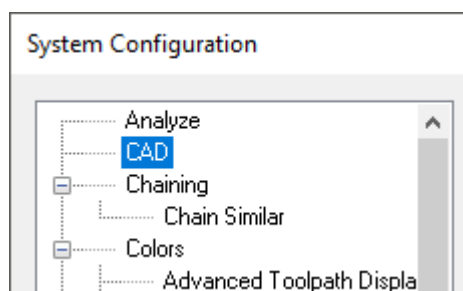 System Configuration
Analyze
CAD
Chaining
Chain Similar
Colors
Advanced Toolpath Displa